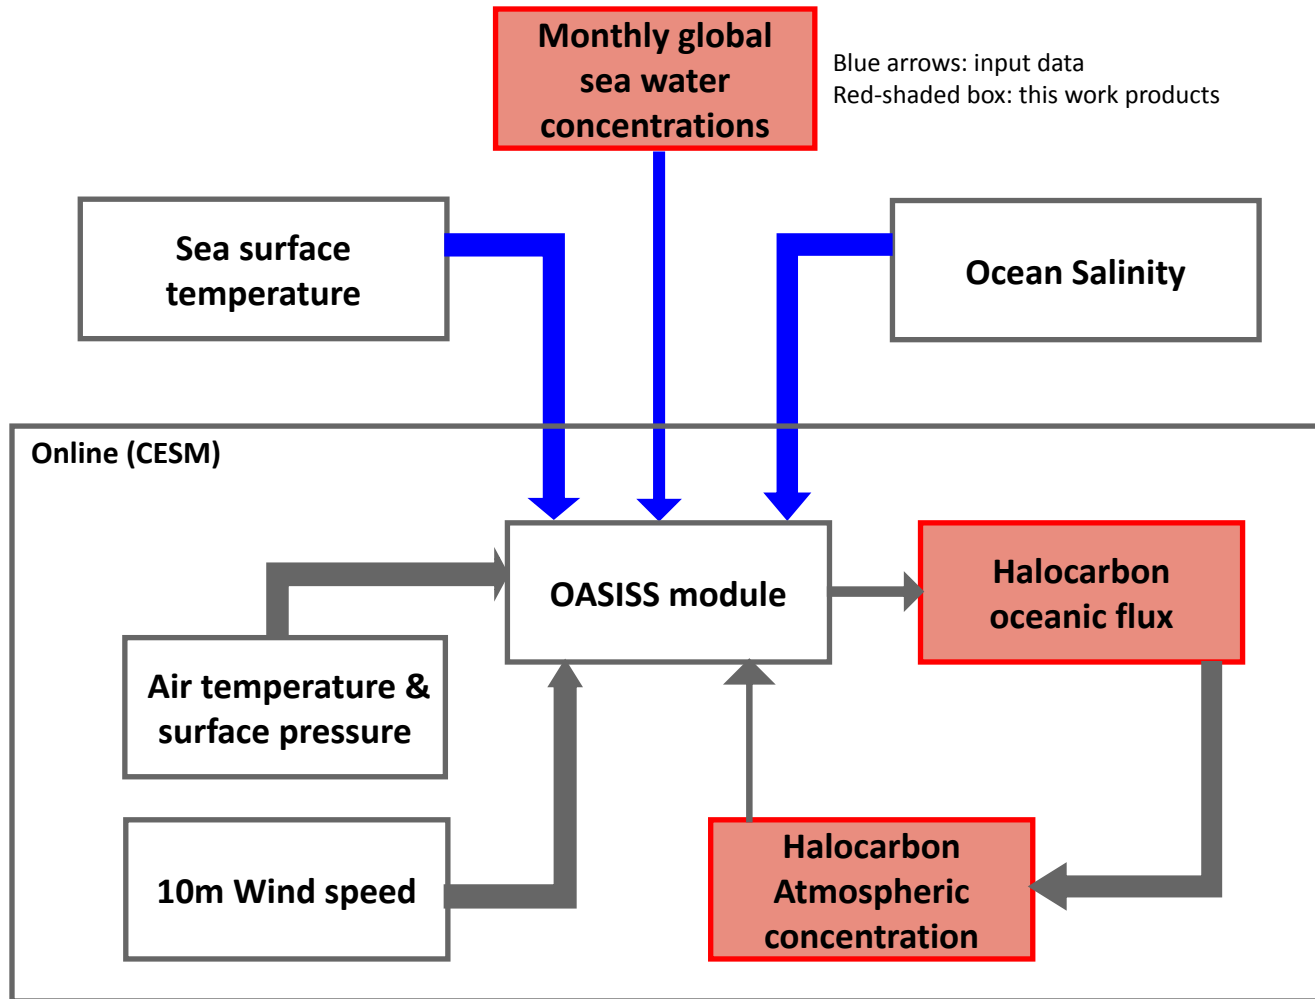 Monthly global
sea water
concentrations
Blue arrows: input data
Red-shaded box: this work products
Sea surface
temperature
Ocean Salinity
Online (CESM)
OASISS module
Halocarbon
oceanic flux
Air temperature &
surface pressure
10m Wind speed
Halocarbon
Atmospheric
concentration